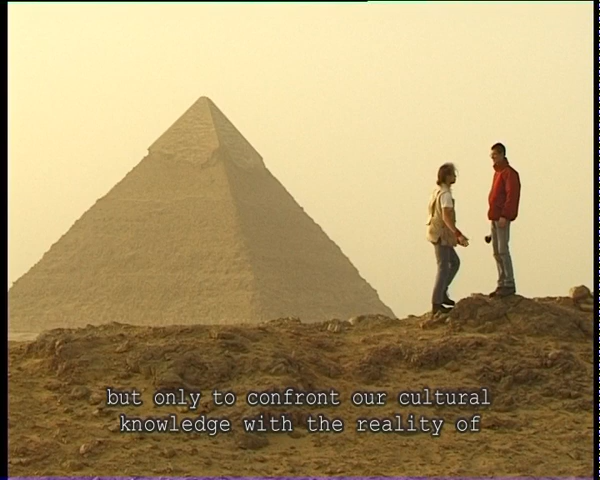 but only to confront our cultural
knowledge with the reality of